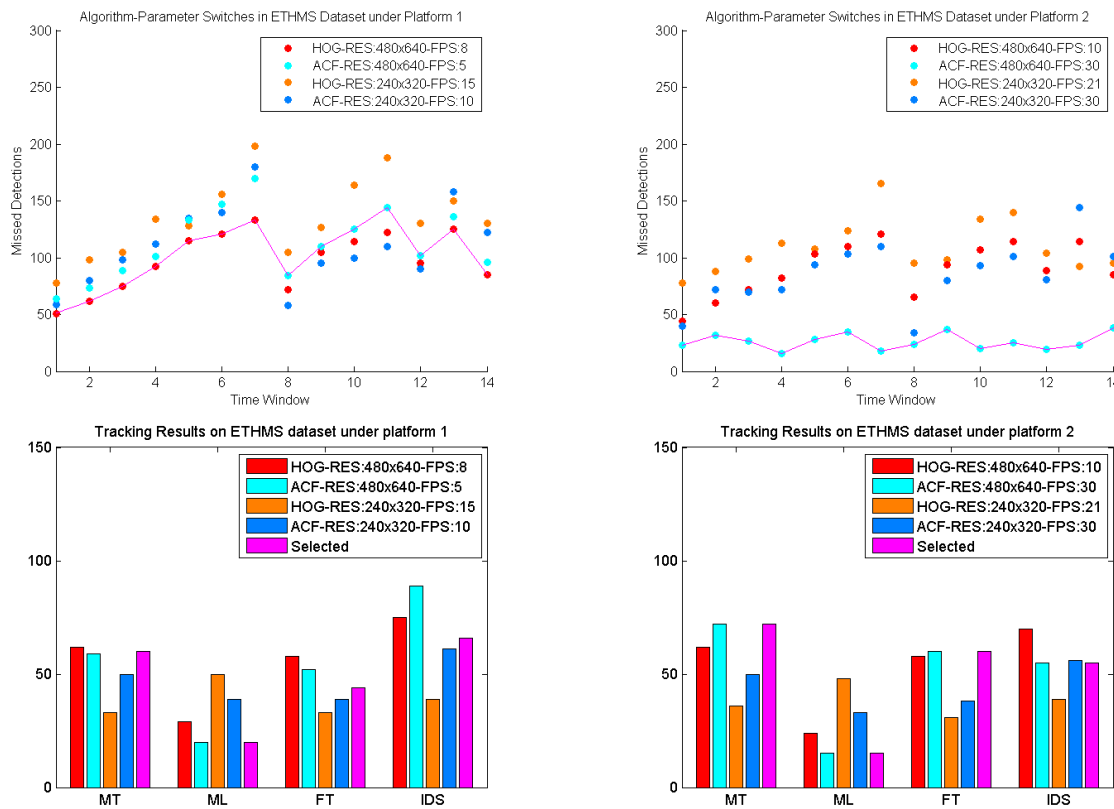 Algorithm-Parameter Switches in ETHMS Dataset under Platform 1
300
250
200
150
100
50
0
Missed Detections
HOG-RES:480x640-FPS:8
ACF-RES:480x640-FPS:5
HOG-RES:240x320-FPS:15
ACF-RES:240x320-FPS:10
2 4 6 8 10 12 14
Time Window
Algorithm-Parameter Switches in ETHMS Dataset under Platform 2
300
250
200
150
100
50
0
Missed Detections
HOG-RES:480x640-FPS:10
ACF-RES:480x640-FPS:30
HOG-RES:240x320-FPS:21
ACF-RES:240x320-FPS:30
2 4 6 8 10 12 14
Time Window
Tracking Results on ETHMS dataset under platform 1
150
100
50
0
HOG-RES:480x640-FPS:8
ACF-RES:480x640-FPS:5
HOG-RES:240x320-FPS:15
ACF-RES:240x320-FPS:10
Selected
MT ML FT IDS
Tracking Results on ETHMS dataset under platform 2
150
100
50
0
HOG-RES:480x640-FPS:10
ACF-RES:480x640-FPS:30
HOG-RES:240x320-FPS:21
ACF-RES:240x320-FPS:30
Selected
MT ML FT IDS